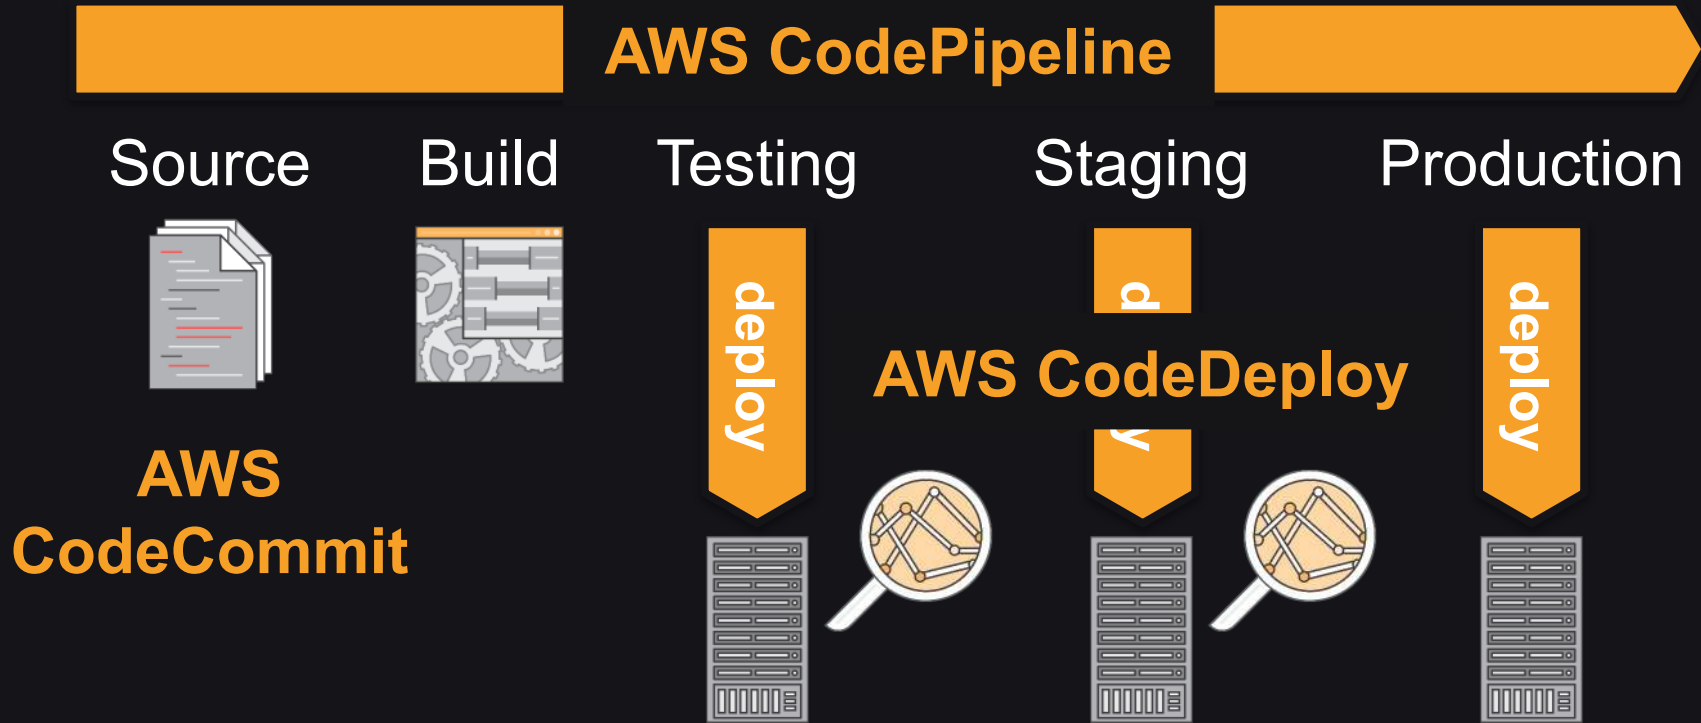 AWS CodePipeline
Source Build Testing Staging Production
deploy
d
y
deploy
AWS CodeDeploy
AWS
CodeCommit